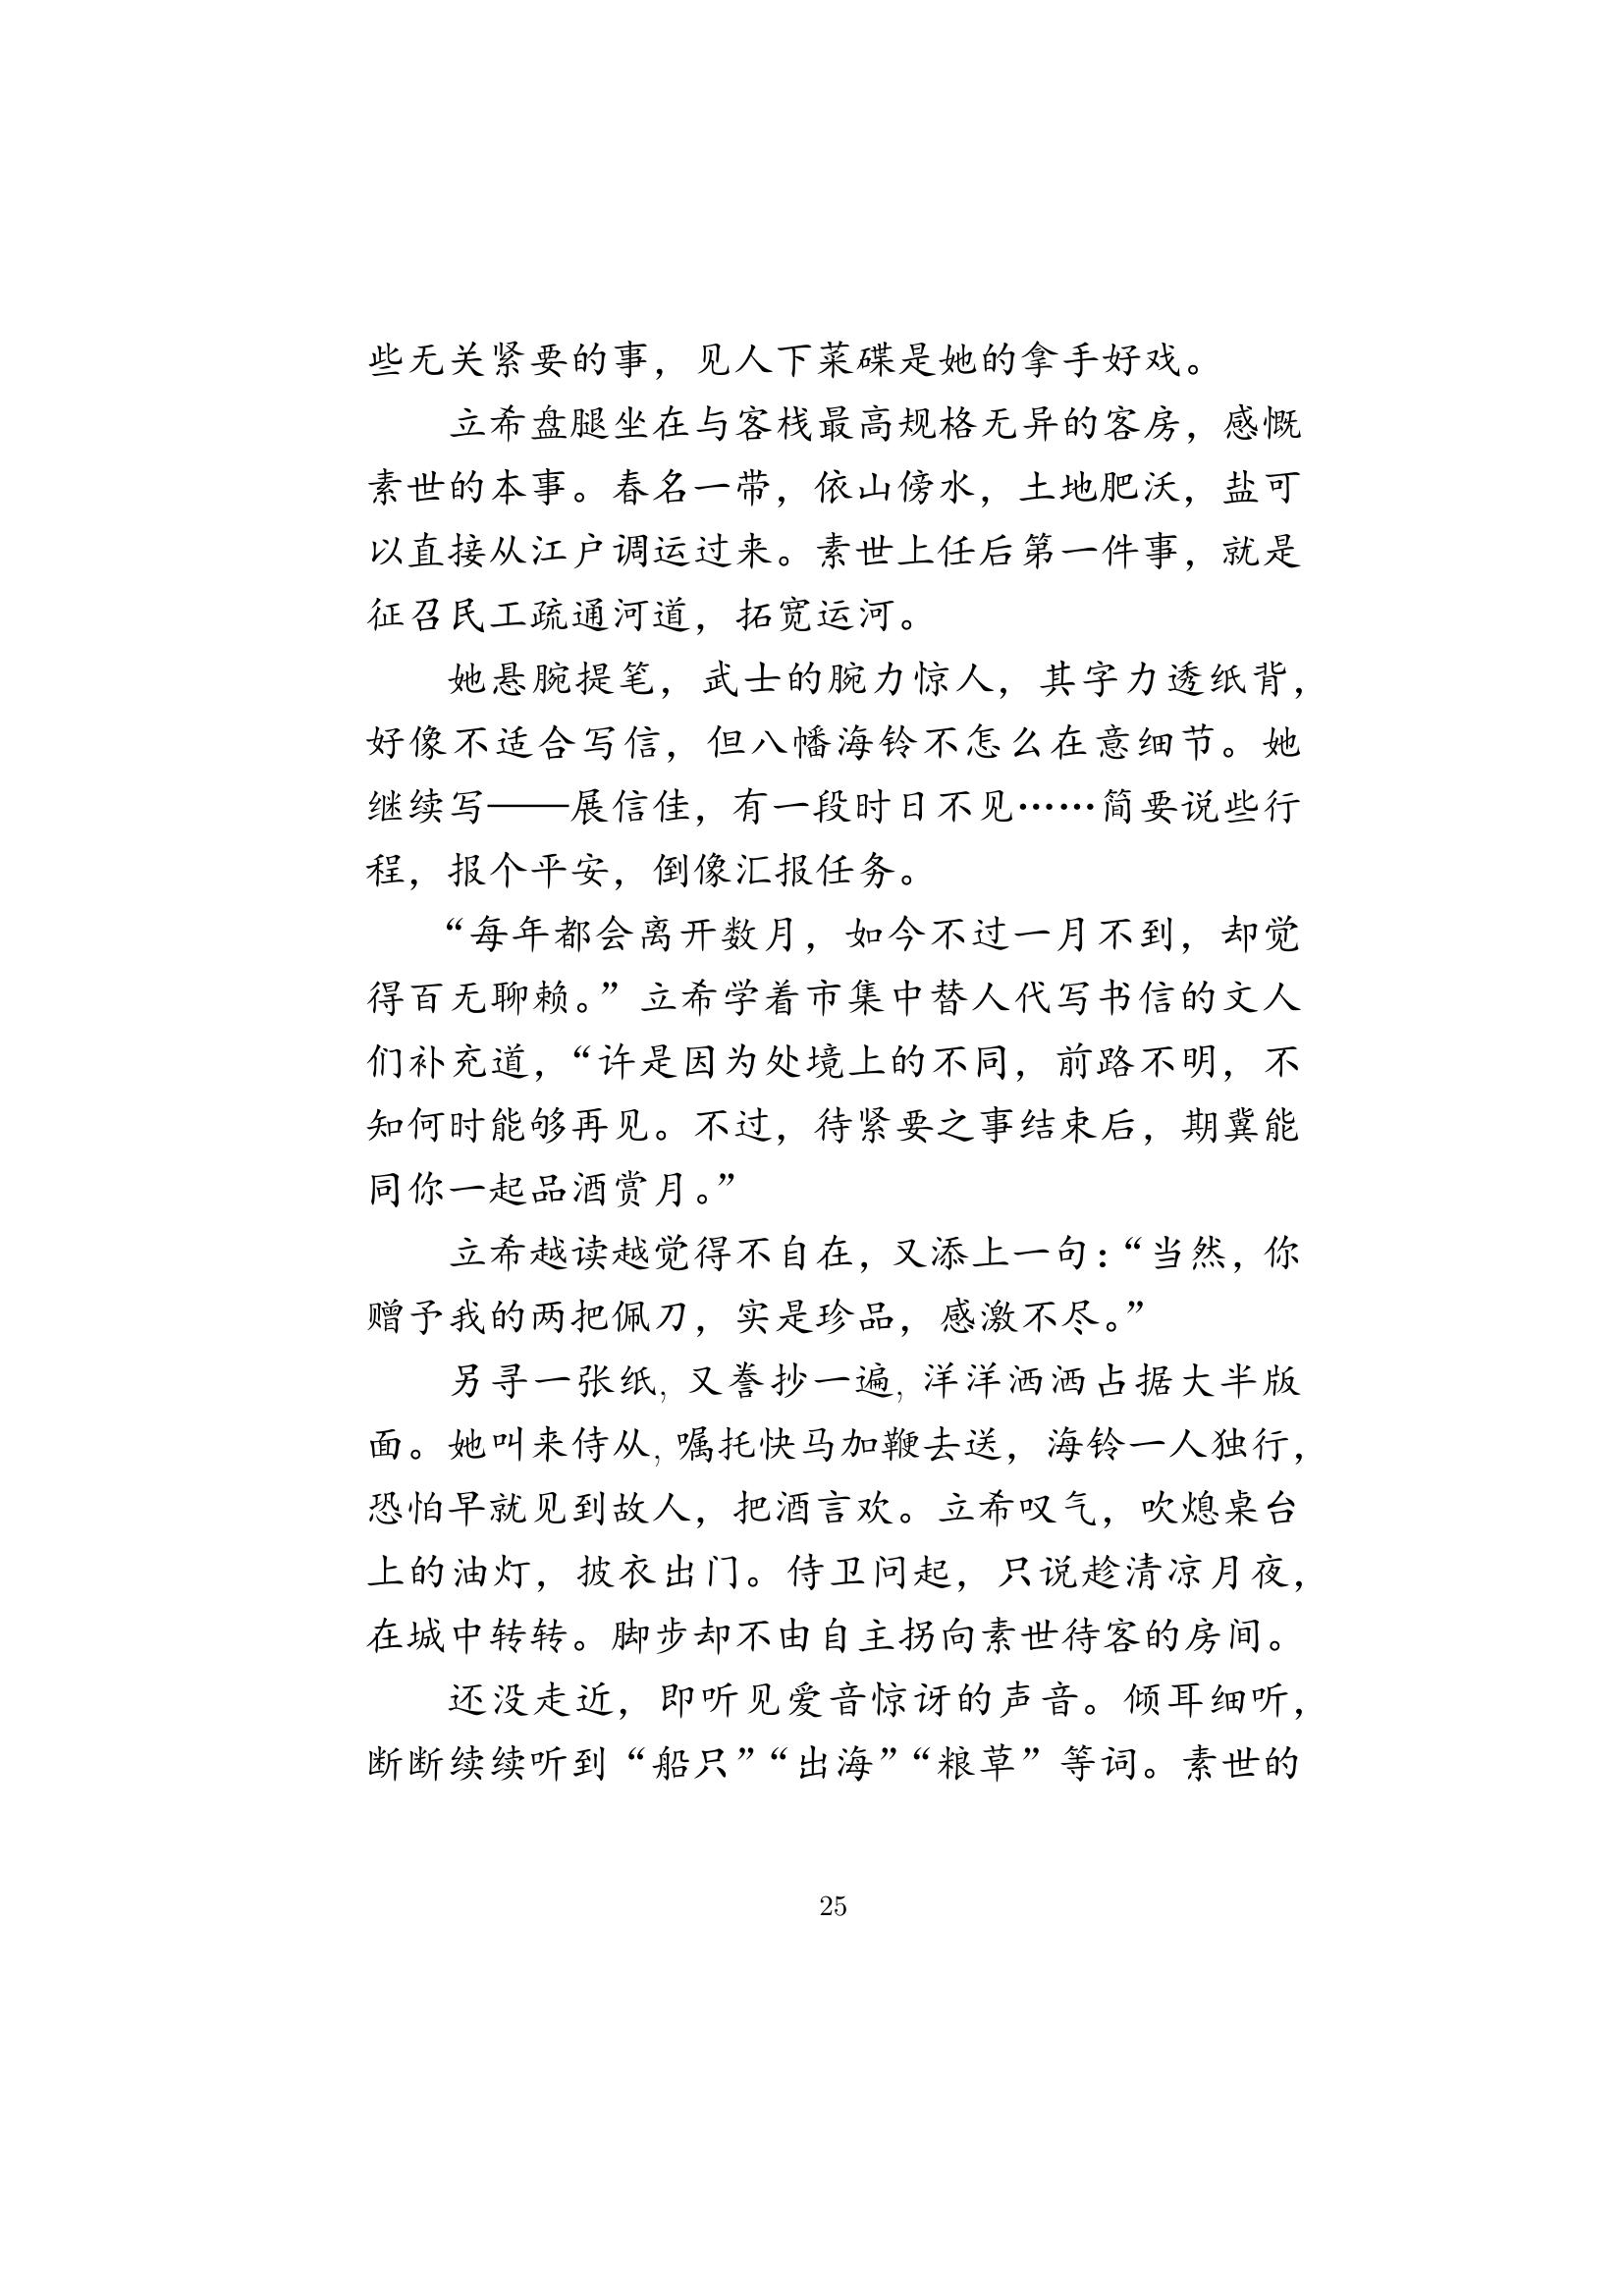 些无关紧要的事，见人下菜碟是她的拿手好戏。
立希盘腿坐在与客栈最高规格无异的客房，感慨
素世的本事。春名一带，依山傍水，土地肥沃，盐可
以直接从江户调运过来。素世上任后第一件事，就是
征召民工疏通河道，拓宽运河。
她悬腕提笔，武士的腕力惊人，其字力透纸背，
好像不适合写信，但八幡海铃不怎么在意细节。她
继续写——展信佳，有一段时日不见……简要说些行
程，报个平安，倒像汇报任务。
“每年都会离开数月，如今不过一月不到，却觉
得百无聊赖。”立希学着市集中替人代写书信的文人
们补充道，“许是因为处境上的不同，前路不明，不
知何时能够再见。不过，待紧要之事结束后，期冀能
同你一起品酒赏月。”
立希越读越觉得不自在，又添上一句：“当然，你
赠予我的两把佩刀，实是珍品，感激不尽。”
另寻一张纸, 又誊抄一遍, 洋洋洒洒占据大半版
面。她叫来侍从, 嘱托快马加鞭去送，海铃一人独行，
恐怕早就见到故人，把酒言欢。立希叹气，吹熄桌台
上的油灯，披衣出门。侍卫问起，只说趁清凉月夜，
在城中转转。脚步却不由自主拐向素世待客的房间。
还没走近，即听见爱音惊讶的声音。倾耳细听，
断断续续听到“船只”“出海”“粮草”等词。素世的
25